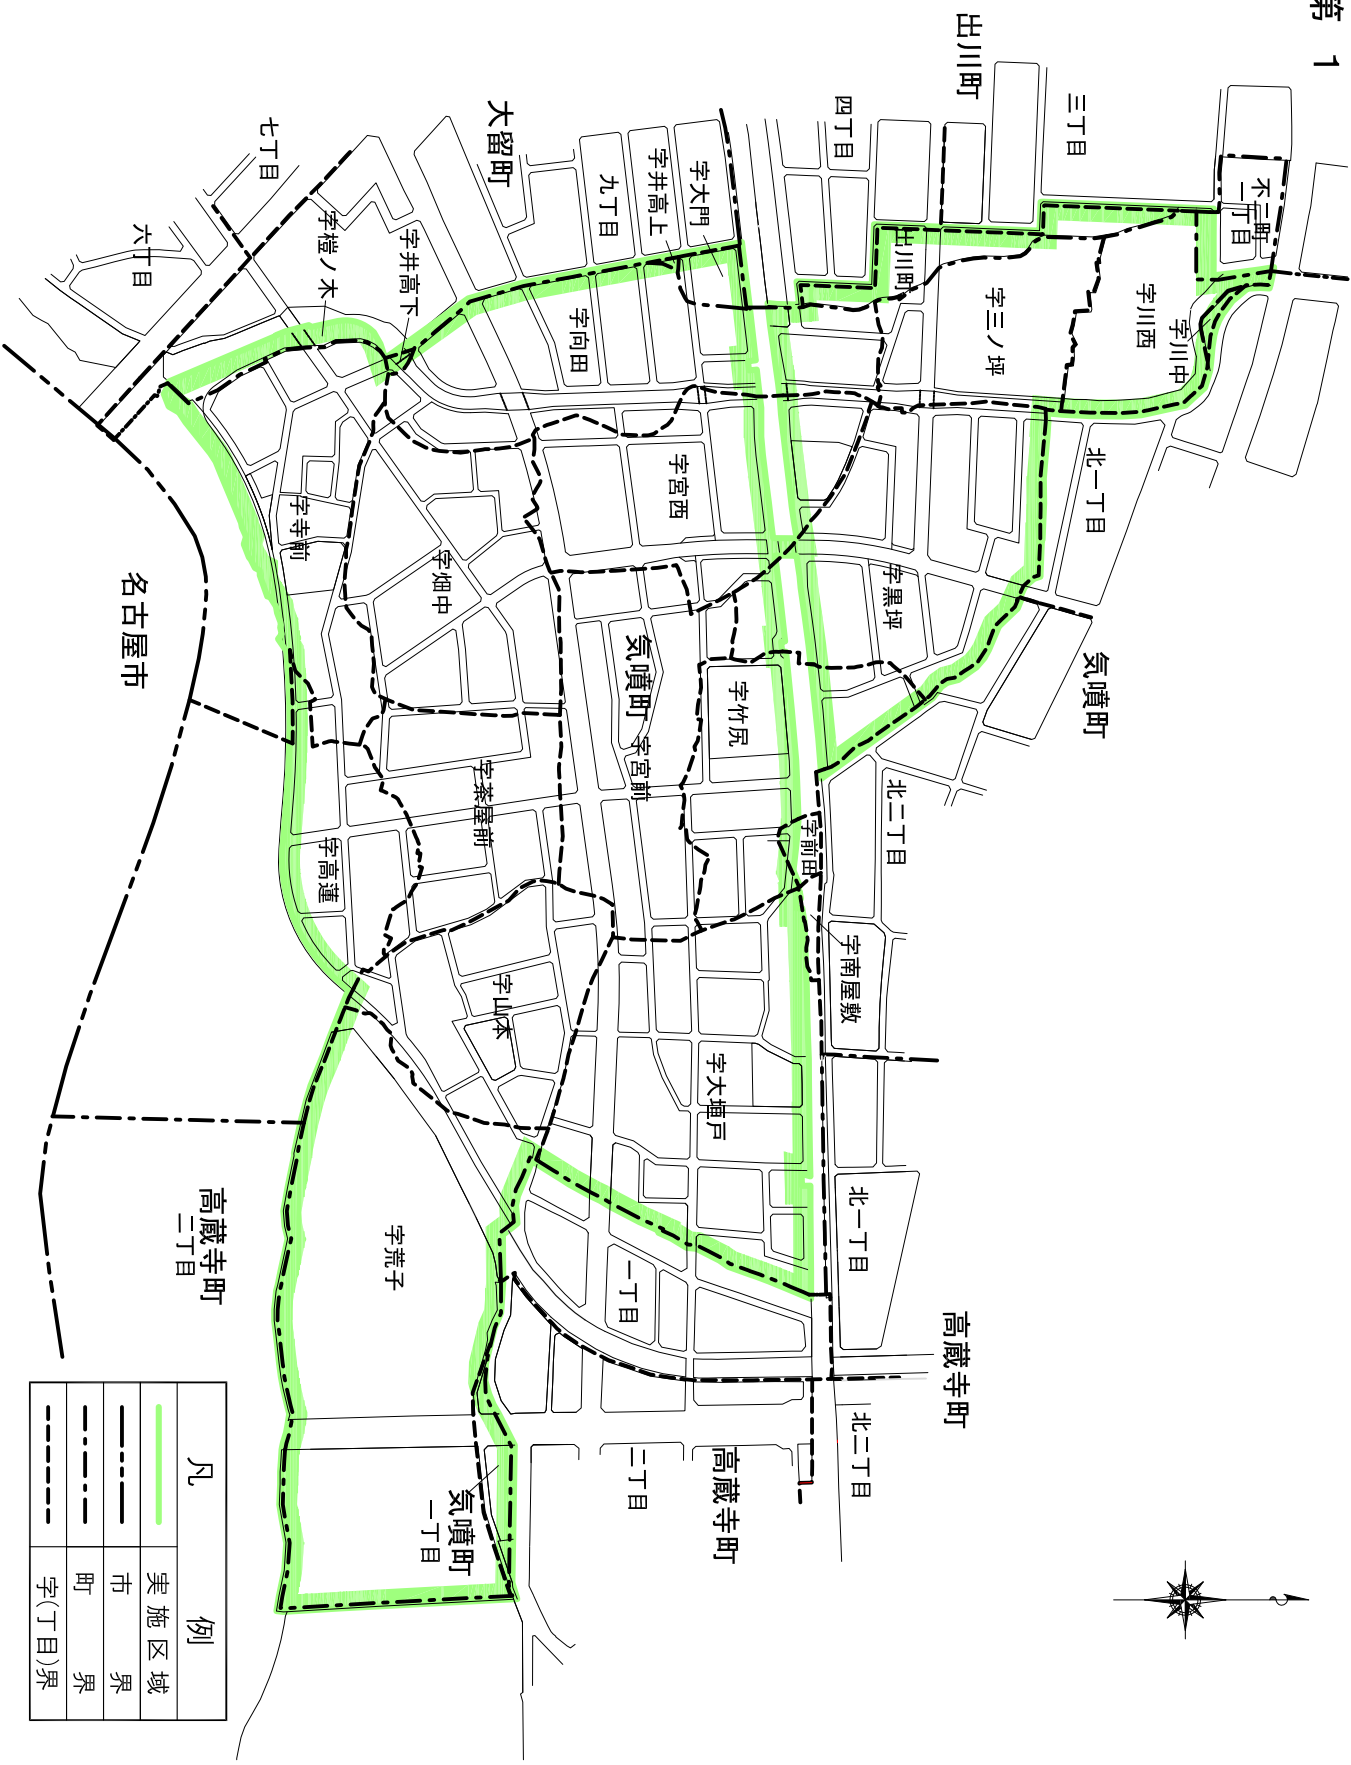 第 1
出川町
三丁目
四丁目
不二町
一丁目
大留町
七丁目
六丁目
九丁目
字井高上
字大門
字橙ノ木
字井高下
字向田
出川町
字三ノ坪
字川西
字川中
北一丁目
字宮西
字寺前
字畑中
字黒坪
名古屋市
気噴町
気噴町
字竹尻
字宮前
字茶屋前
字高蓮
字前田
北二丁目
字南屋敷
字山本
字大垣戸
北一丁目
高蔵寺町
二丁目
字荒子
一丁目
高蔵寺町
北二丁目
二丁目
高蔵寺町
気噴町
一丁目
凡 例
実施区域
市 界
町 界
字(丁目)界